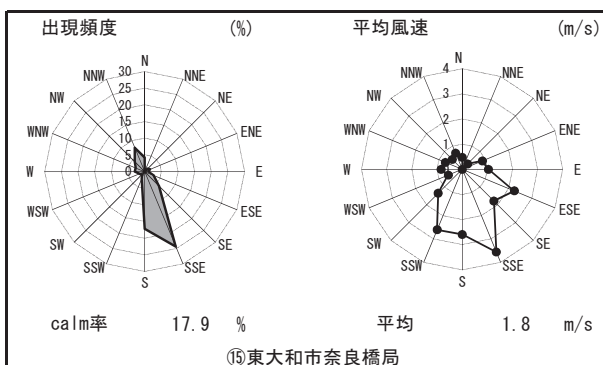 出現頻度 (%)
N
NNE
NE
ENE
E
ESE
SE
SSE
S
SSW
SW
WSW
W
WNW
NW
NNW
30
25
20
15
10
5
0
calm率 17.9 %
平均風速 (m/s)
N
NNE
NE
ENE
E
ESE
SE
SSE
S
SSW
SW
WSW
W
WNW
NW
NNW
4
3
2
1
0
平均 1.8 m/s
⑮東大和市奈良橋局